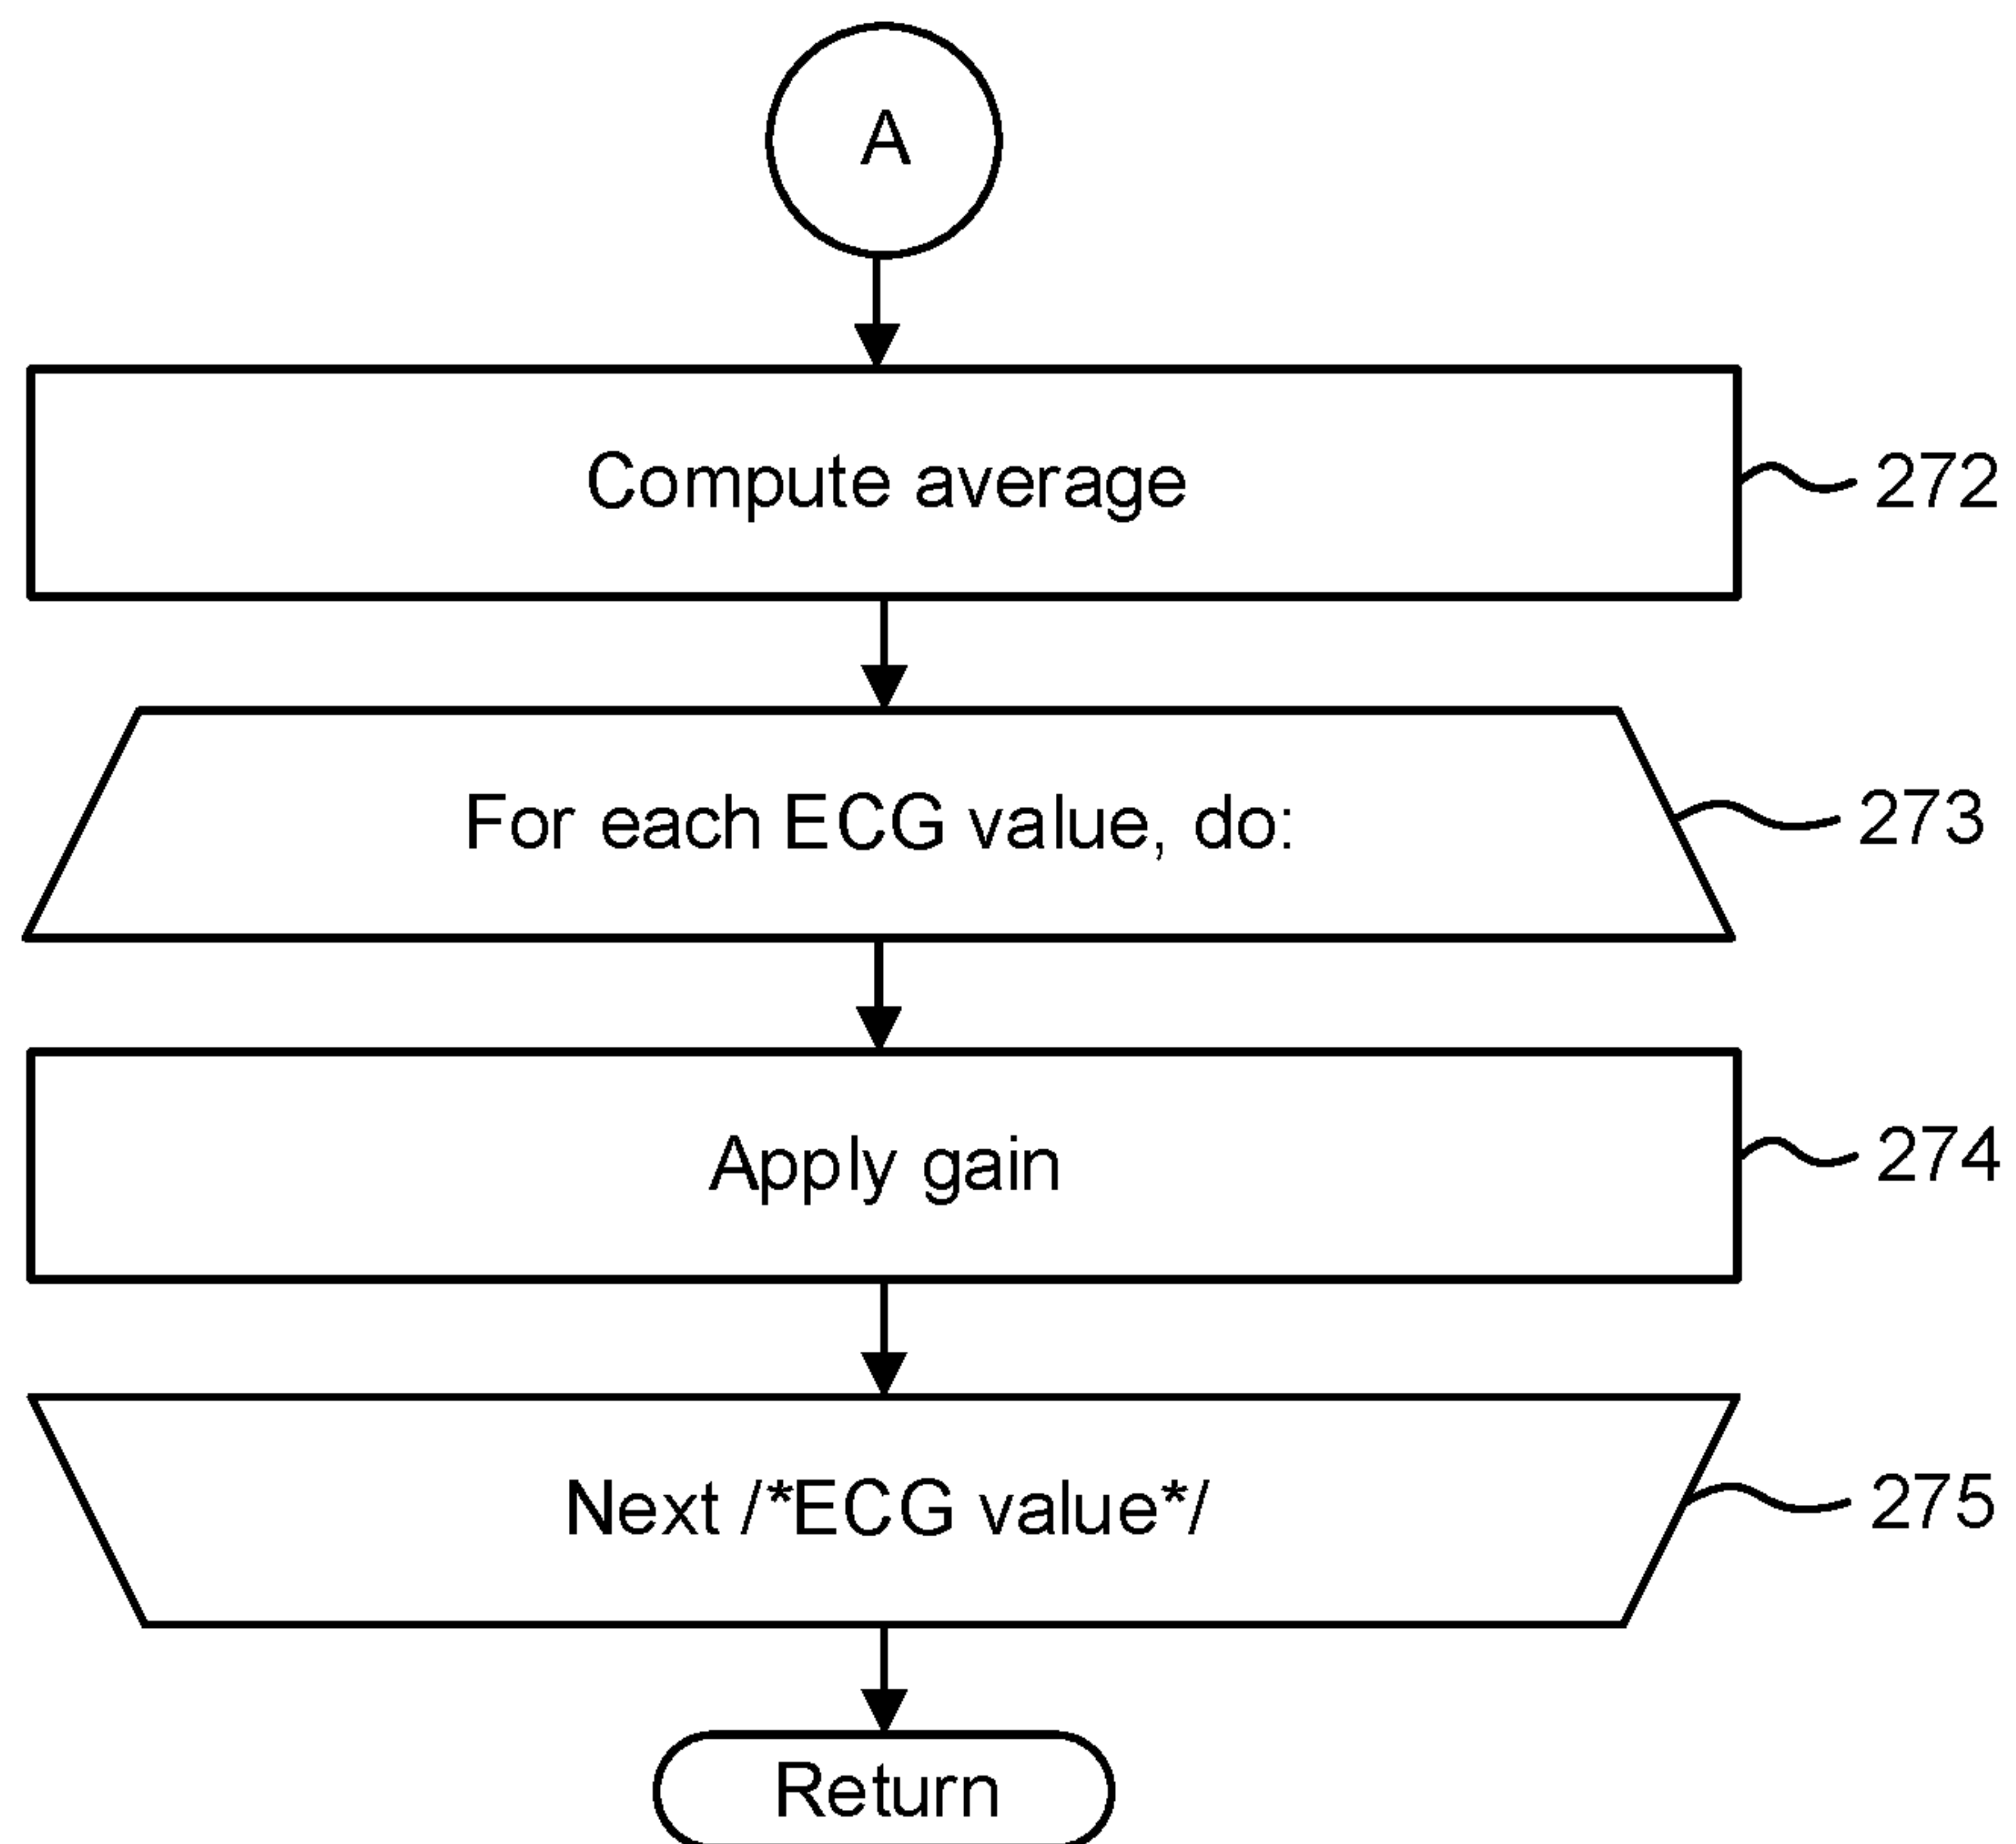 A
Compute average
272
For each ECG value, do:
273
Apply gain
274
Next /*ECG value*/
275
Return